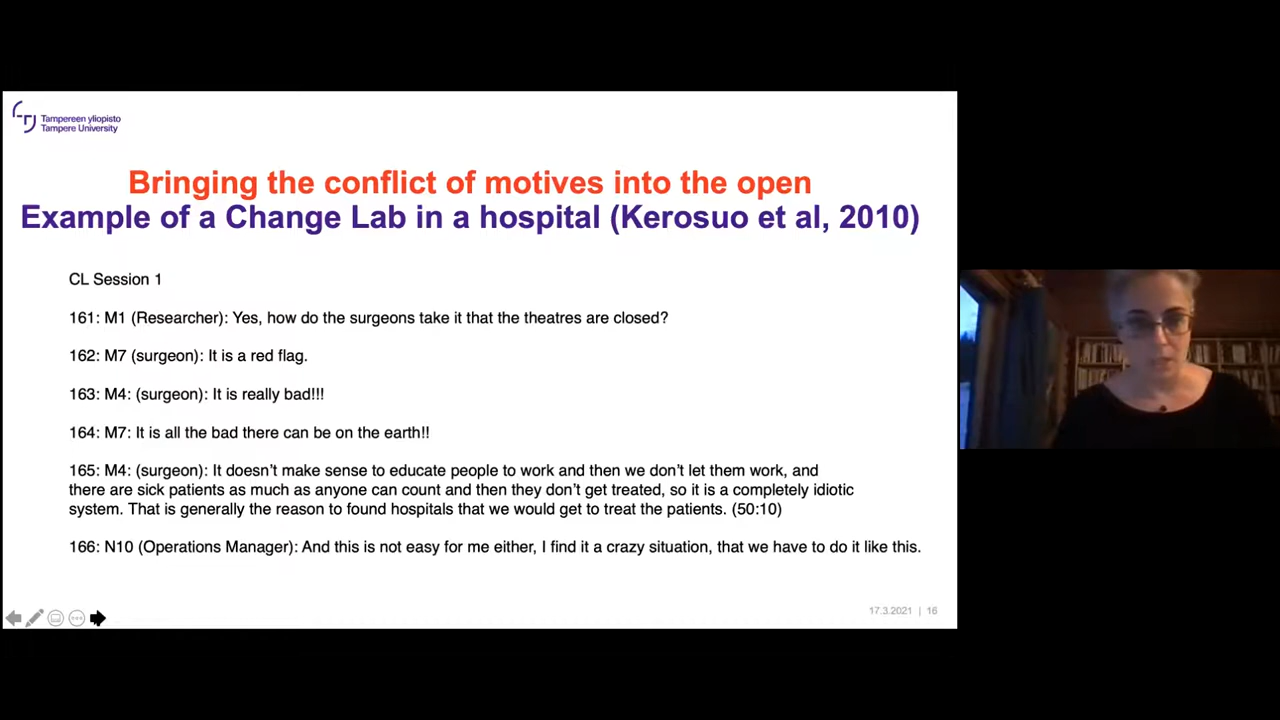 Tampereen yliopisto
Tampere University
Bringing the conflict of motives into the open
Example of a Change Lab in a hospital (Kerosuo et al, 2010)
CL Session 1
161: M1 (Researcher): Yes, how do the surgeons take it that the theatres are closed?
162: M7 (surgeon): It is a red flag.
163: M4: (surgeon): It is really bad!!!
164: M7: It is all the bad there can be on the earth!!
165: M4: (surgeon): It doesn’t make sense to educate people to work and then we don’t let them work, and
there are sick patients as much as anyone can count and then they don’t get treated, so it is a completely idiotic
system. That is generally the reason to found hospitals that we would get to treat the patients. (50:10)
166: N10 (Operations Manager): And this is not easy for me either, I find it a crazy situation, that we have to do it like this.
17.3.2021 | 16